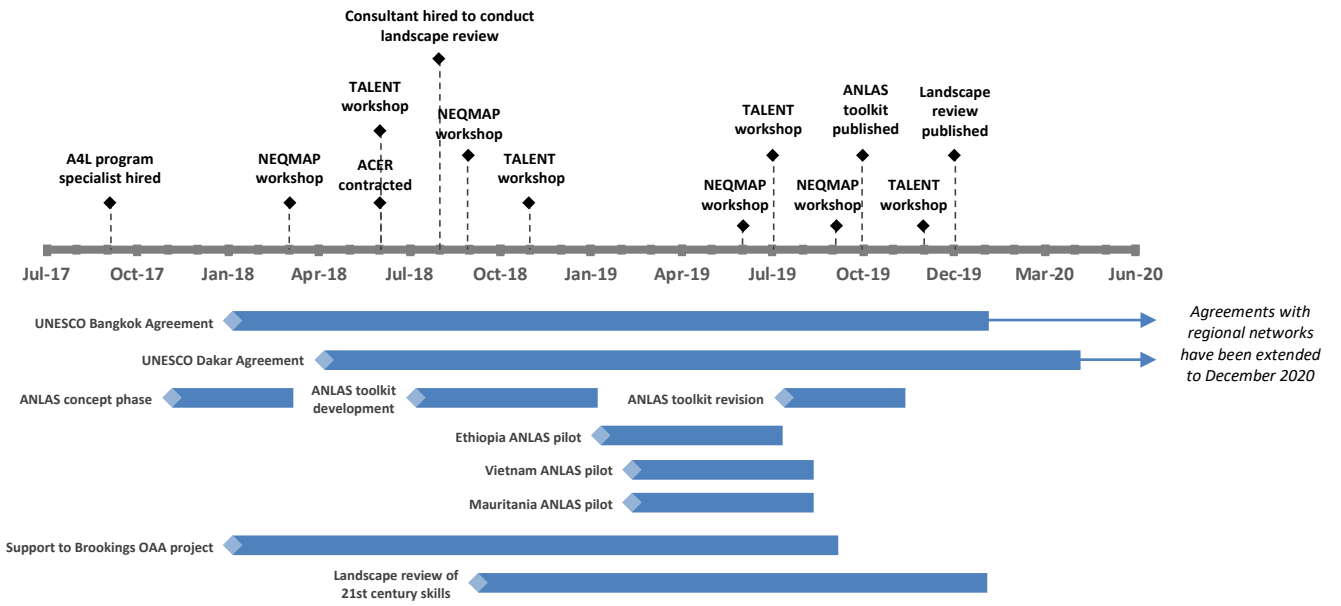 Consultant hired to conduct
landscape review
TALENT
workshop
NEQMAP
workshop
TALENT
workshop
ANLAS
toolkit
published
Landscape
review
published
A4L program
specialist hired
NEQMAP
workshop
ACER
contracted
TALENT
workshop
NEQMAP
workshop
NEQMAP
workshop
TALENT
workshop
Jul-17 Oct-17 Jan-18 Apr-18 Jul-18 Oct-18 Jan-19 Apr-19 Jul-19 Oct-19 Dec-19 Mar-20 Jun-20
UNESCO Bangkok Agreement
Agreements with
regional networks
have been extended
to December 2020
UNESCO Dakar Agreement
ANLAS concept phase
ANLAS toolkit
development
ANLAS toolkit revision
Ethiopia ANLAS pilot
Vietnam ANLAS pilot
Mauritania ANLAS pilot
Support to Brookings OAA project
Landscape review of
21st century skills